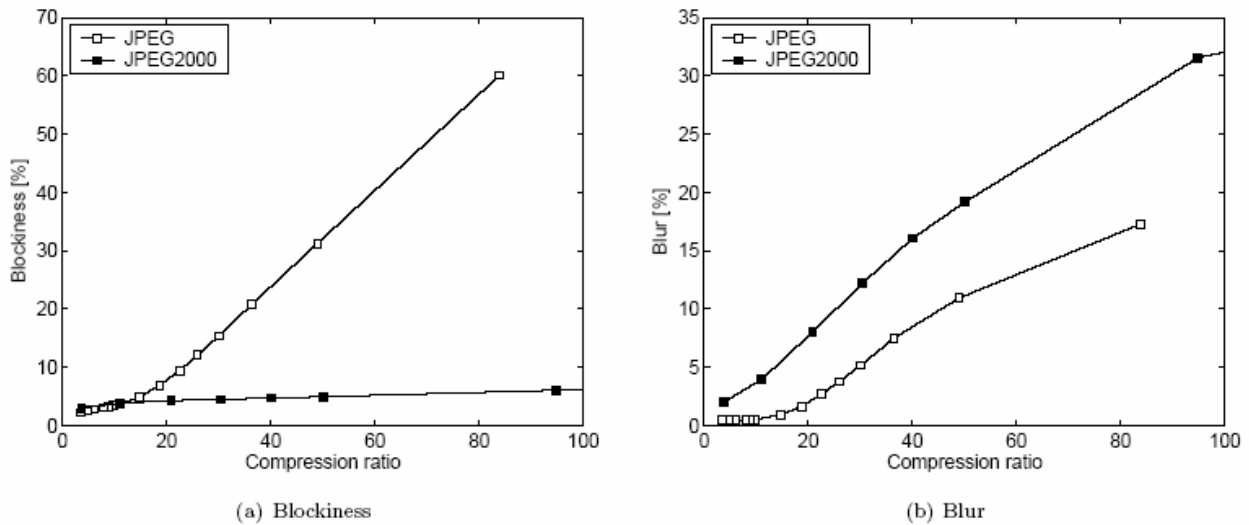 70
60
50
40
30
20
10
0
Blockiness [%]
JPEG
JPEG2000
0 20 40 60 80 100
Compression ratio
(a) Blockiness
35
30
25
20
15
10
5
0
Blur [%]
JPEG
JPEG2000
0 20 40 60 80 100
Compression ratio
(b) Blur